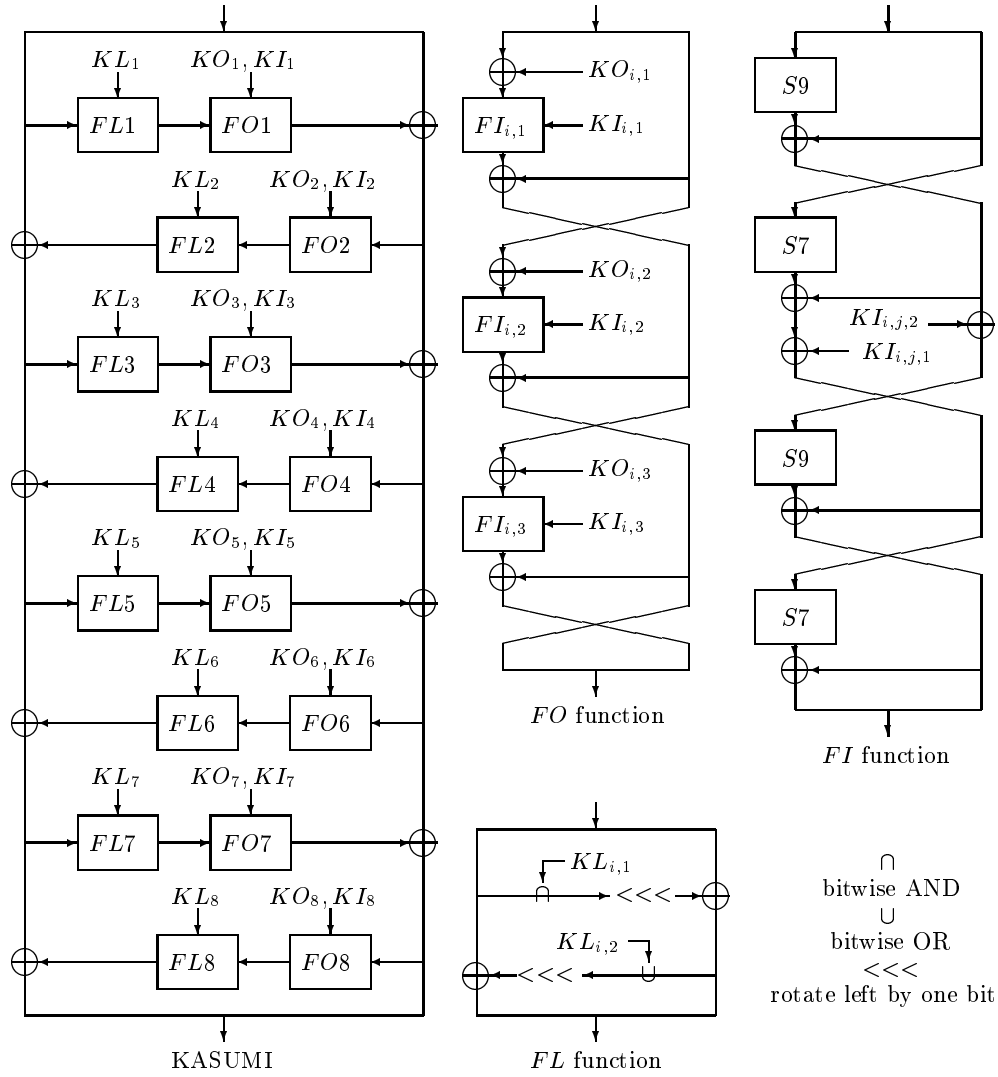 KL₁ KO₁, KI₁
FL1 FO1
KL₂ KO₂, KI₂
FL2 FO2
KL₃ KO₃, KI₃
FL3 FO3
KL₄ KO₄, KI₄
FL4 FO4
KL₅ KO₅, KI₅
FL5 FO5
KL₆ KO₆, KI₆
FL6 FO6
KL₇ KO₇, KI₇
FL7 FO7
KL₈ KO₈, KI₈
FL8 FO8
KASUMI
KOᵢ,₁
FIᵢ,₁ KIᵢ,₁
KOᵢ,₂
FIᵢ,₂ KIᵢ,₂
KOᵢ,₃
FIᵢ,₃ KIᵢ,₃
FO function
S9
S7
KIᵢ,ⱼ,₂
KIᵢ,ⱼ,₁
S9
S7
FI function
KLᵢ,₁
∩ <<<
KLᵢ,₂
<<< ∪
FL function
∩
bitwise AND
∪
bitwise OR
<<<
rotate left by one bit